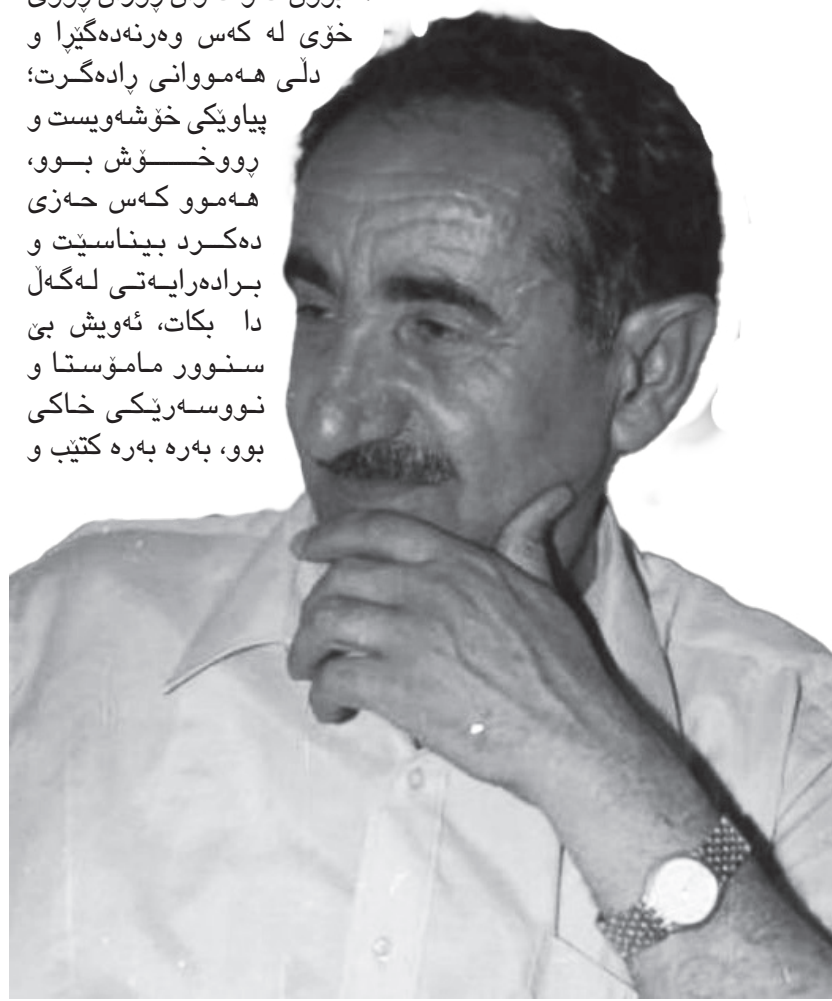 خۆی لە کەس وەرنەدەگێڕا و
دڵی هەمووانی ڕادەگرت؛
پیاوێکی خۆشەویست و
ڕووخۆش بوو،
هەموو کەس حەزی
دەکرد بیناسێت و
برادەرایەتی لەگەڵ
دا بکات، ئەویش بێ
سنوور مامۆستا و
نووسەرێکی خاکی
بوو، بەرە بەرە کتێب و